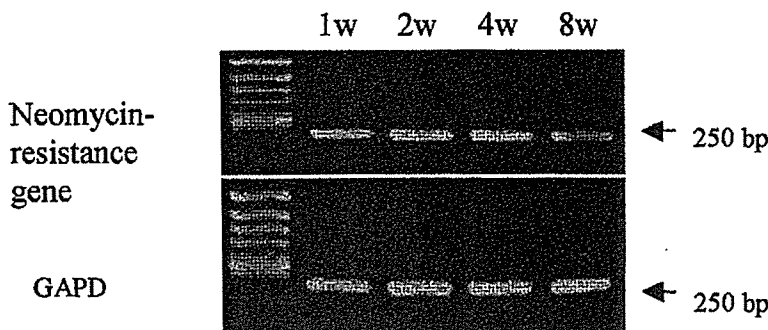 1w 2w 4w 8w
Neomycin-
resistance
gene
250 bp
GAPD
250 bp